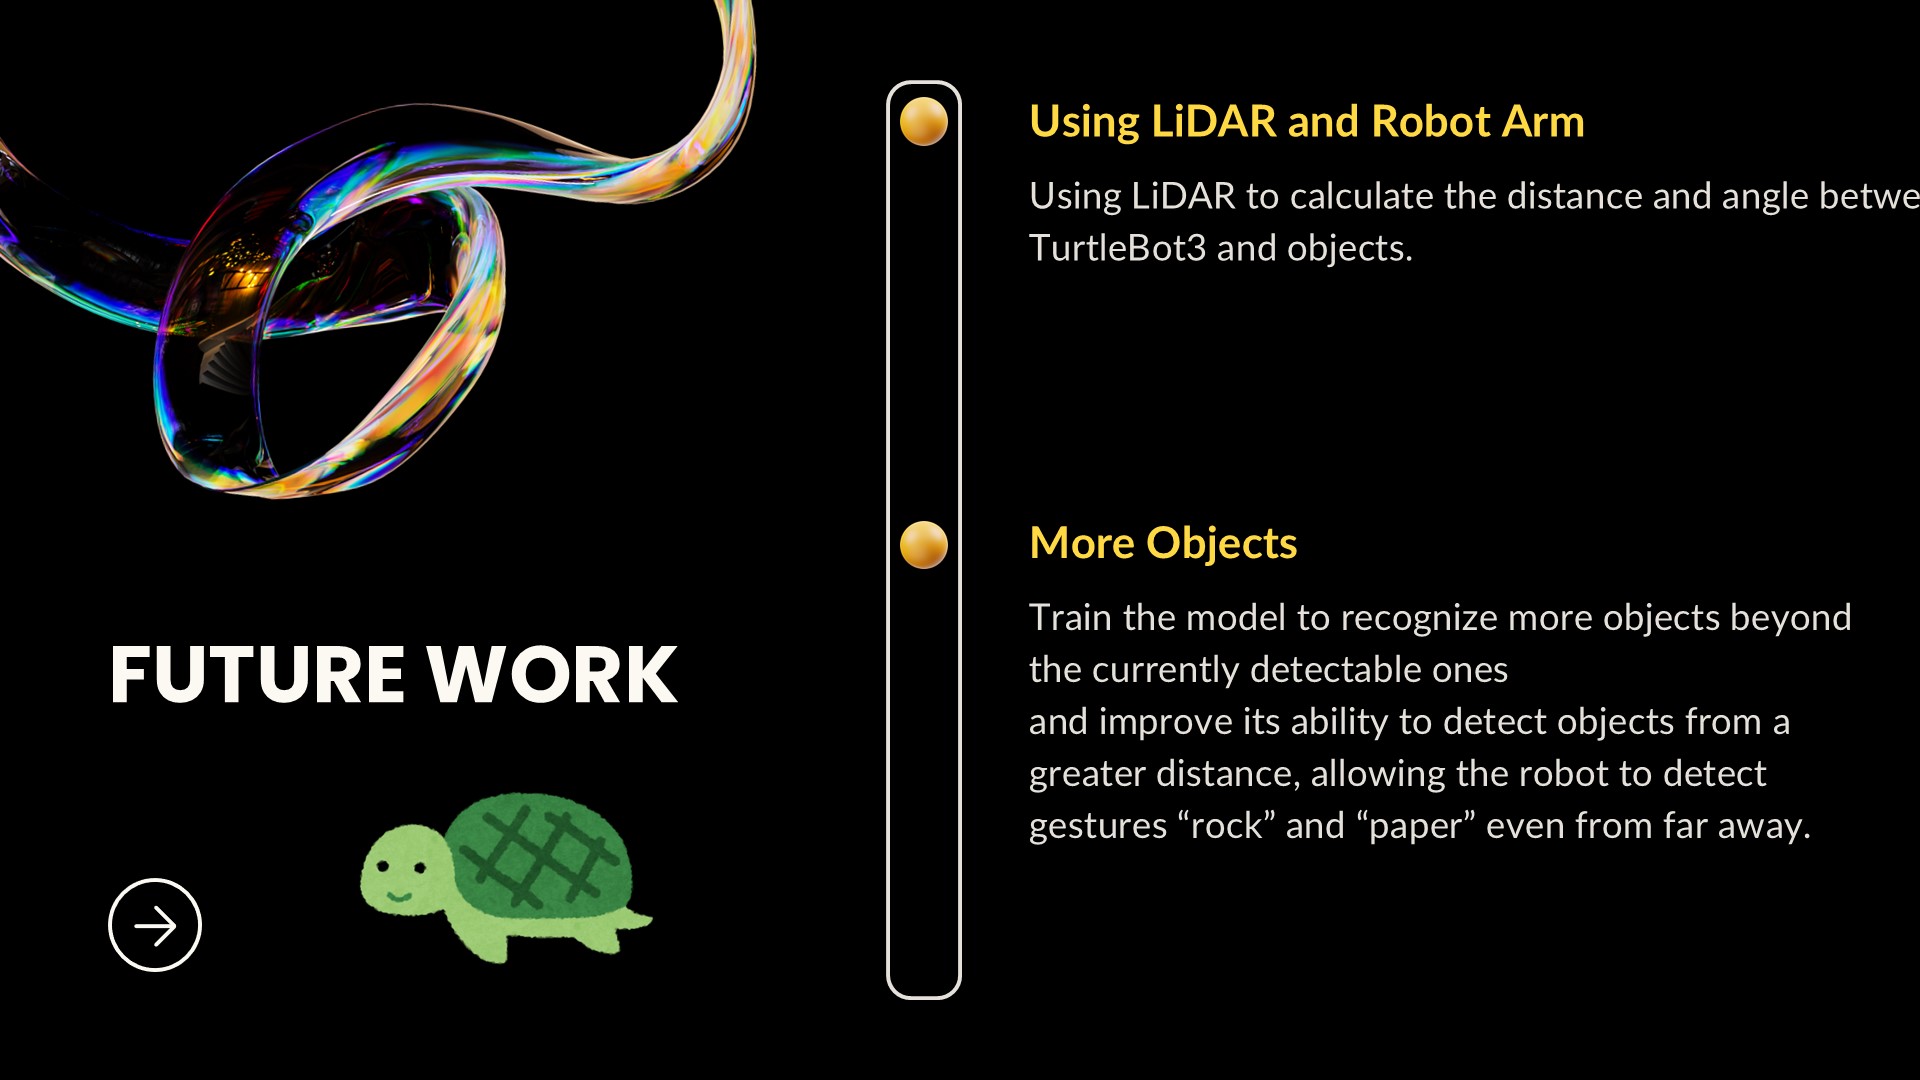 Using LiDAR and Robot Arm
Using LiDAR to calculate the distance and angle betwe
TurtleBot3 and objects.
More Objects
Train the model to recognize more objects beyond
the currently detectable ones
and improve its ability to detect objects from a
greater distance, allowing the robot to detect
gestures “rock” and “paper” even from far away.
FUTURE WORK